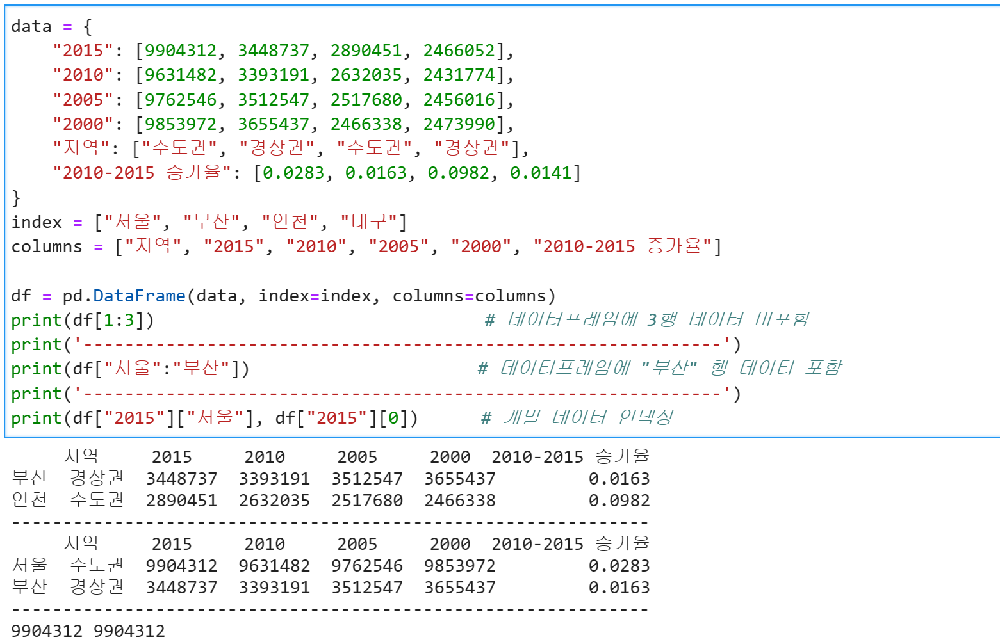 data = {
    "2015": [9904312, 3448737, 2890451, 2466052],
    "2010": [9631482, 3393191, 2632035, 2431774],
    "2005": [9762546, 3512547, 2517680, 2456016],
    "2000": [9853972, 3655437, 2466338, 2473990],
    "지역": ["수도권", "경상권", "수도권", "경상권"],
    "2010-2015 증가율": [0.0283, 0.0163, 0.0982, 0.0141]
}
index = ["서울", "부산", "인천", "대구"]
columns = ["지역", "2015", "2010", "2005", "2000", "2010-2015 증가율"]

df = pd.DataFrame(data, index=index, columns=columns)
print(df[1:3])                                # 데이터프레임에 3행 데이터 미포함
print('--------------------------------------------------------------')
print(df["서울":"부산"])                      # 데이터프레임에 "부산" 행 데이터 포함
print('--------------------------------------------------------------')
print(df["2015"]["서울"], df["2015"][0])      # 개별 데이터 인덱싱
     지역     2015     2010     2005     2000  2010-2015 증가율
부산  경상권  3448737  3393191  3512547  3655437         0.0163
인천  수도권  2890451  2632035  2517680  2466338         0.0982
--------------------------------------------------------------
     지역     2015     2010     2005     2000  2010-2015 증가율
서울  수도권  9904312  9631482  9762546  9853972         0.0283
부산  경상권  3448737  3393191  3512547  3655437         0.0163
--------------------------------------------------------------
9904312 9904312